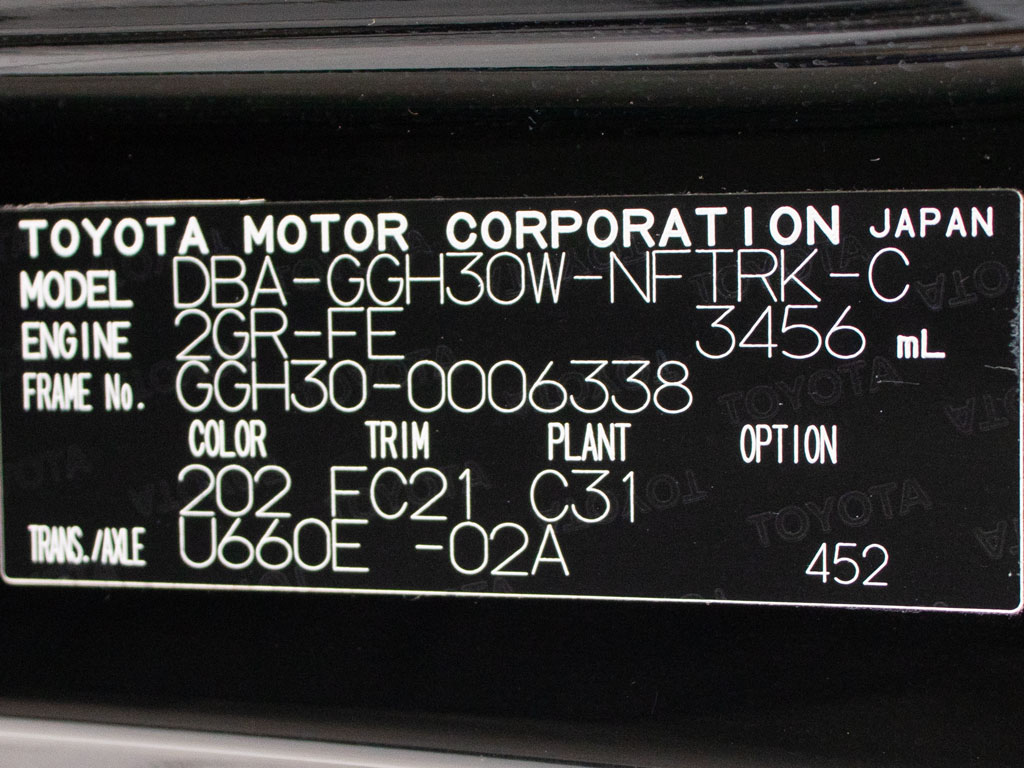 TOYOTA MOTOR CORPORATION JAPAN
MODEL DBA-GGH30W-NFTRK-C
ENGINE 2GR-FE 3456 mL
FRAME No. GGH30-0006338
COLOR TRIM PLANT OPTION
202 FC21 C31
TRANS./AXLE U660E -02A 452